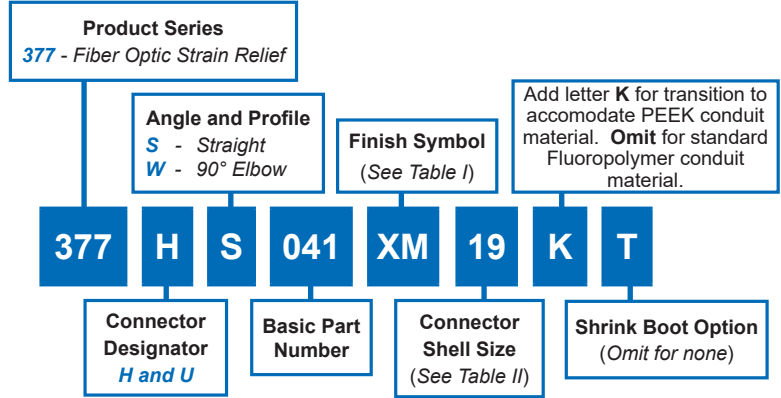 Product Series
377 - Fiber Optic Strain Relief
Angle and Profile
S - Straight
W - 90° Elbow
Finish Symbol
(See Table I)
Add letter K for transition to
accomodate PEEK conduit
material. Omit for standard
Fluoropolymer conduit
material.
377 H S 041 XM 19 K T
Connector
Designator
H and U
Basic Part
Number
Connector
Shell Size
(See Table II)
Shrink Boot Option
(Omit for none)